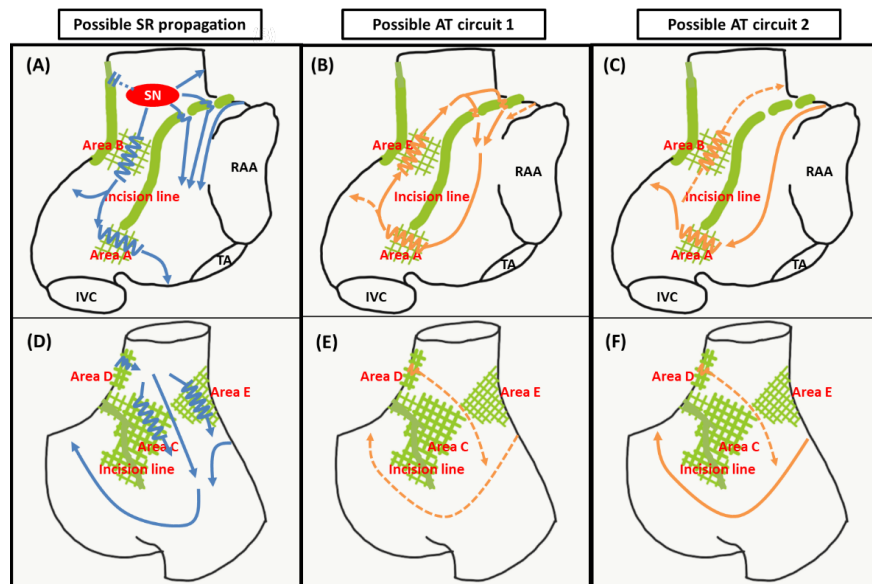 Possible SR propagation
Possible AT circuit 1
Possible AT circuit 2
(A)
SN
Area B
RAA
Incision line
Area A
TA
IVC
(B)
Area E
RAA
Incision line
Area A
TA
IVC
(C)
Area B
RAA
Incision line
Area A
TA
IVC
(D)
Area D
Area E
Area C
Incision line
(E)
Area D
Area E
Area C
Incision line
(F)
Area D
Area E
Area C
Incision line